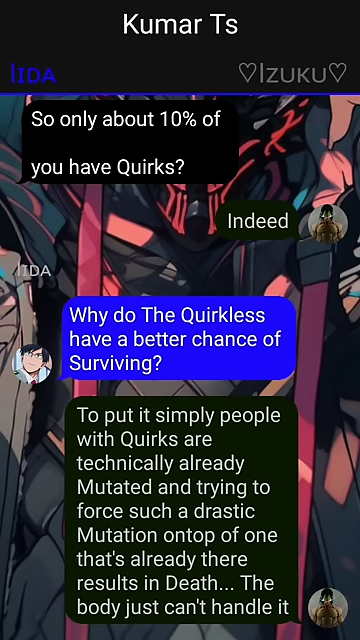 Kumar Ts
IIDA
♡IZUKU♡
So only about 10% of
you have Quirks?
Indeed
IIDA
Why do The Quirkless
have a better chance of
Surviving?
To put it simply people
with Quirks are
technically already
Mutated and trying to
force such a drastic
Mutation ontop of one
that's already there
results in Death... The
body just can't handle it